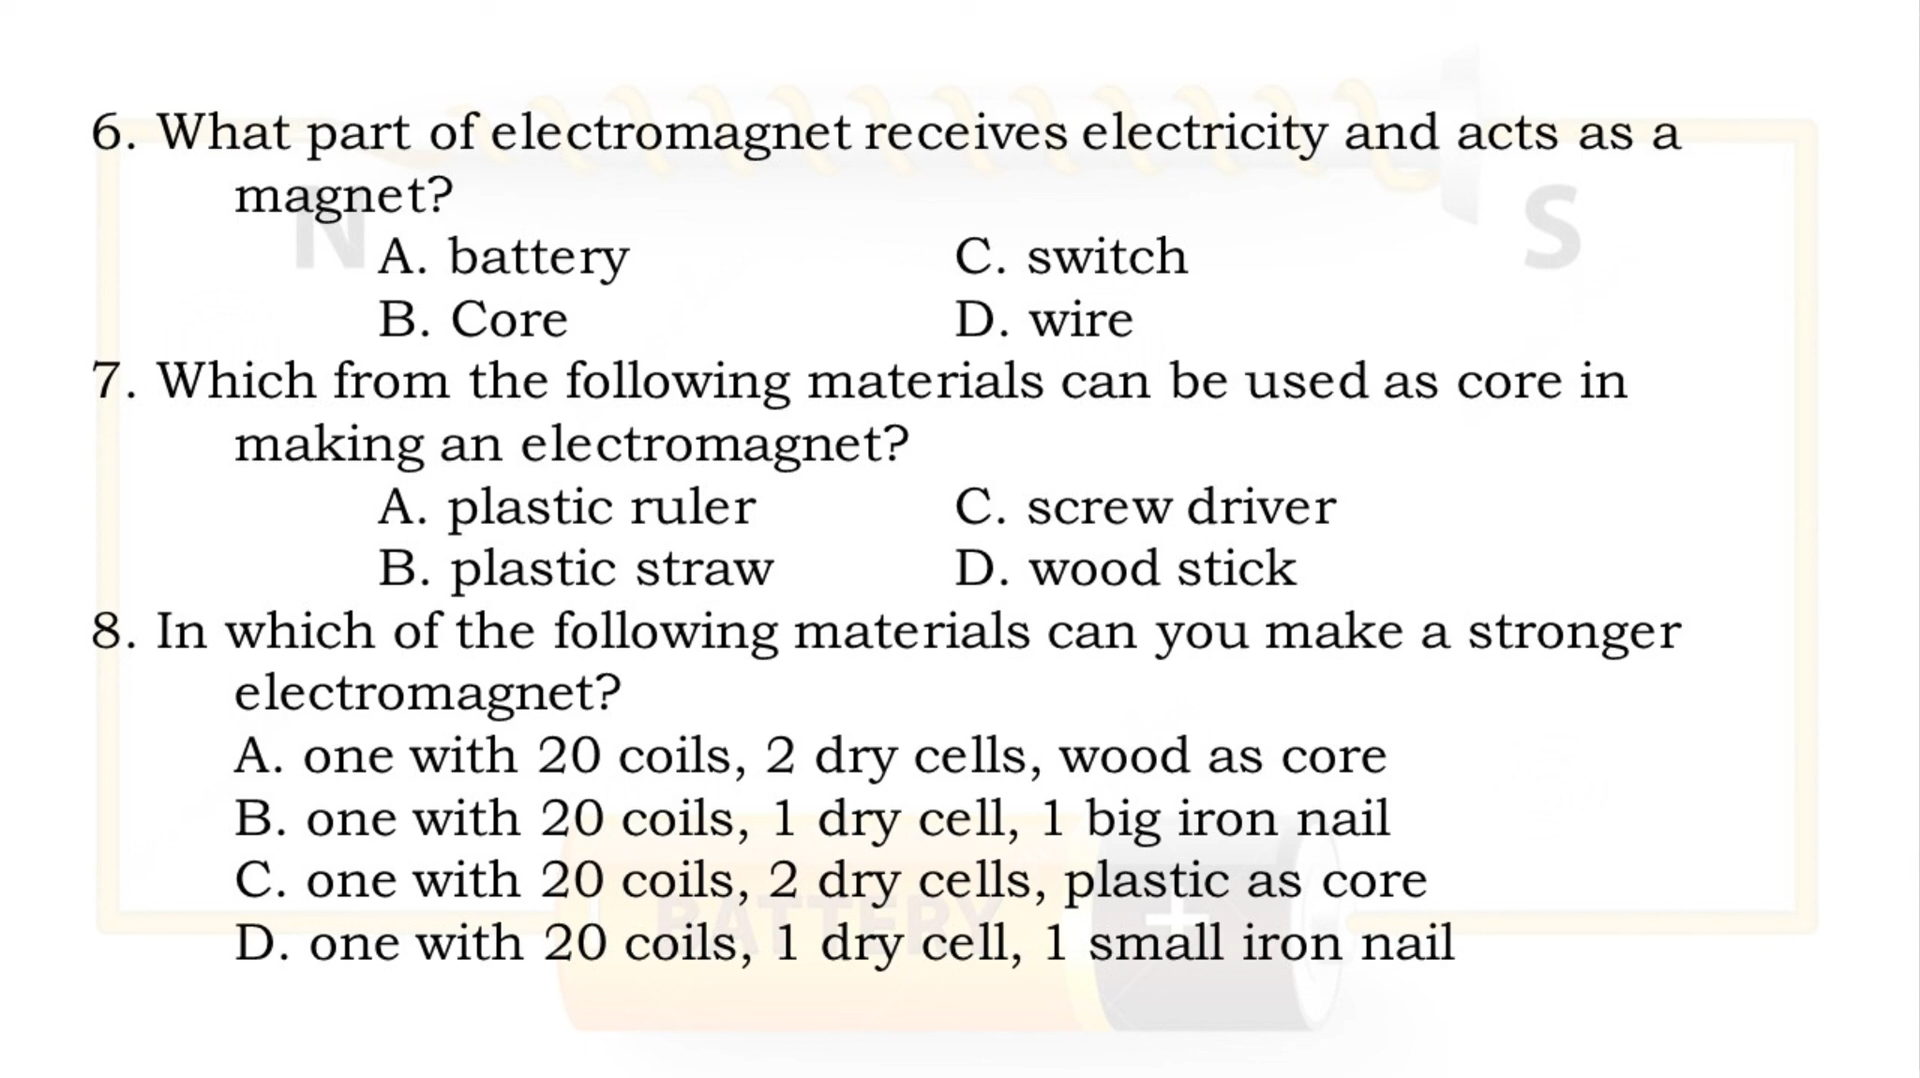 6. What part of electromagnet receives electricity and acts as a
magnet?
N
S
A. battery C. switch
B. Core D. wire
7. Which from the following materials can be used as core in
making an electromagnet?
A. plastic ruler C. screw driver
B. plastic straw D. wood stick
8. In which of the following materials can you make a stronger
electromagnet?
A. one with 20 coils, 2 dry cells, wood as core
B. one with 20 coils, 1 dry cell, 1 big iron nail
C. one with 20 coils, 2 dry cells, plastic as core
BATTERY +
D. one with 20 coils, 1 dry cell, 1 small iron nail